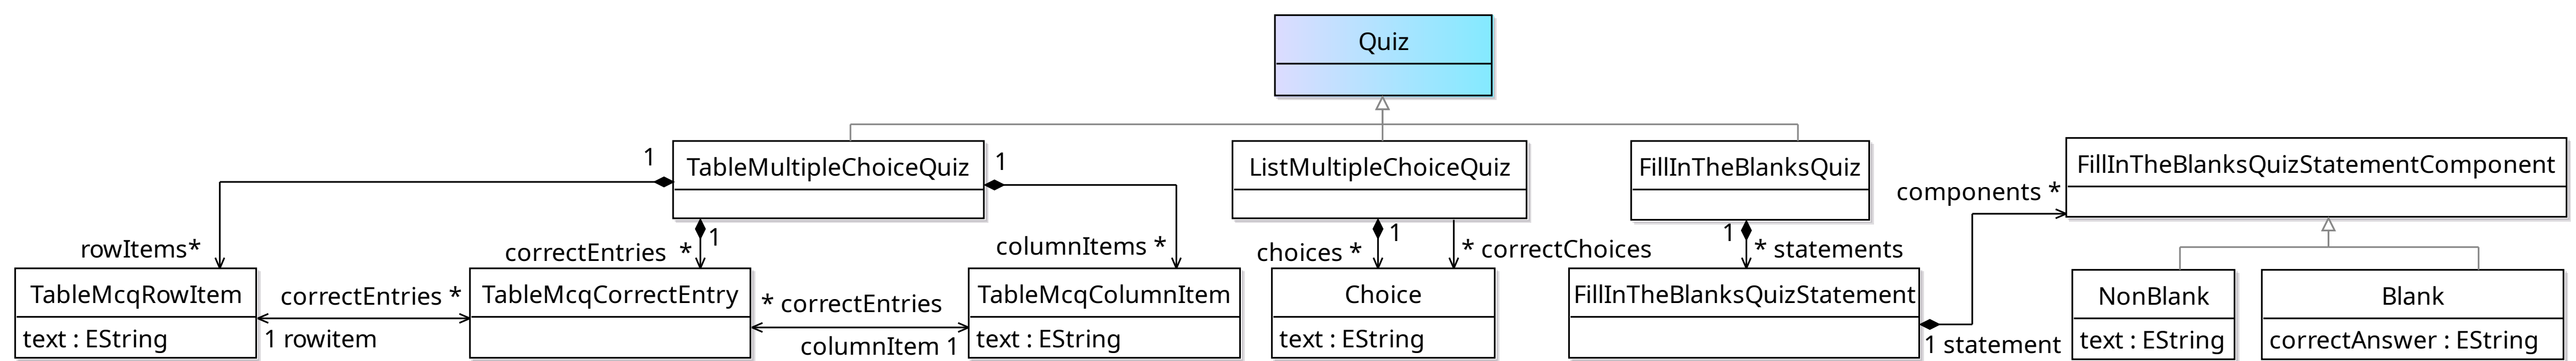 Quiz
TableMultipleChoiceQuiz
ListMultipleChoiceQuiz
FillInTheBlanksQuiz
FillInTheBlanksQuizStatementComponent
1
1
components *
rowItems*
correctEntries *
1
columnItems *
choices *
1
* correctChoices
1
* statements
TableMcqRowItem
text : EString
correctEntries *
1 rowitem
TableMcqCorrectEntry
* correctEntries
columnItem 1
TableMcqColumnItem
text : EString
Choice
text : EString
FillInTheBlanksQuizStatement
1 statement
NonBlank
text : EString
Blank
correctAnswer : EString